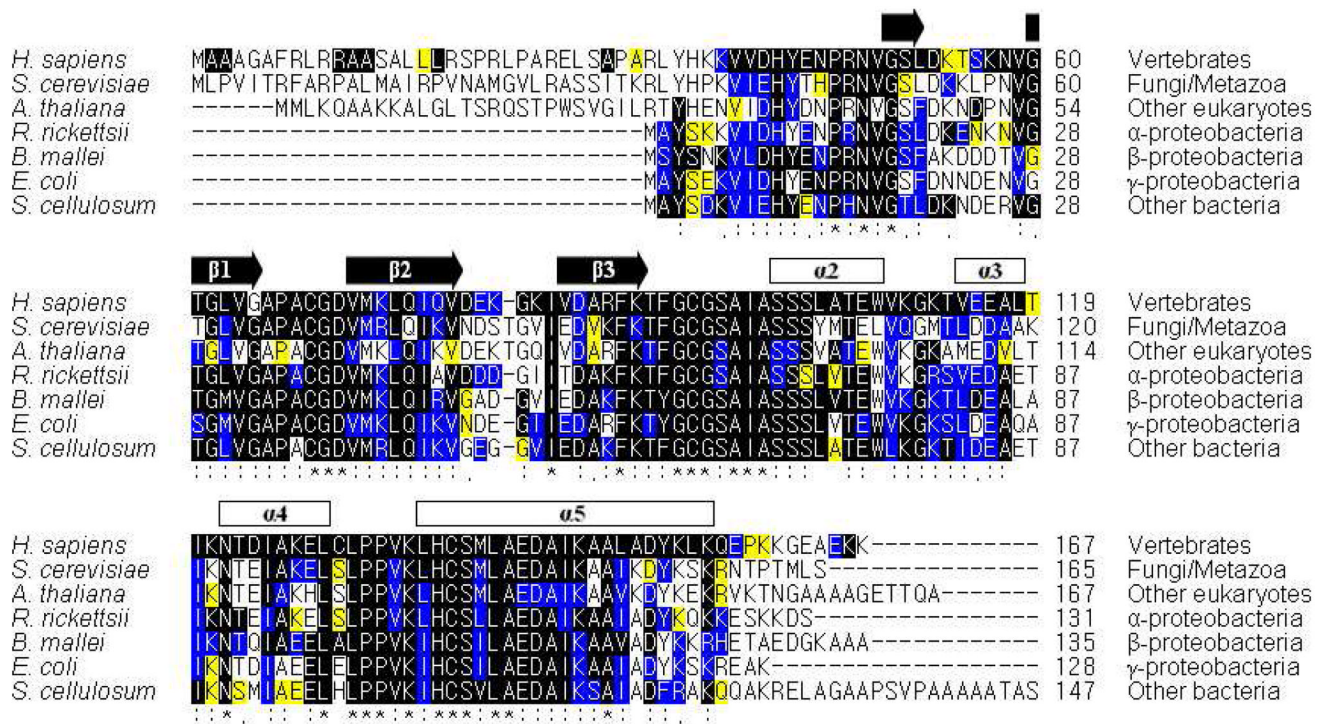 H. sapiens MAAAGAFRLRRAASALLLRSPRLPARELSAPARLYHKKVVDHYENPRNVGSLDKTSKNVG 60 Vertebrates
S. cerevisiae MLPVITRFARPALMAIRPVNAMGVLRASSITKRLYHPKVIEHYTHPRNVGSLDKKLPNVG 60 Fungi/Metazoa
A. thaliana ------MMLKQAAKKALGLTSRQSTPWSVGILRTYHENVIDHYDNPRNVGSFDKNDPNVG 54 Other eukaryotes
R. rickettsii --------------------------------MAYSKKVIDHYENPRNVGSLDKENKNVG 28 α-proteobacteria
B. mallei --------------------------------MSYSNKVLDHYENPRNVGSFAKDDDTVG 28 β-proteobacteria
E. coli --------------------------------MAYSEKVIDHYENPRNVGSFDNNDENVG 28 γ-proteobacteria
S. cellulosum --------------------------------MAYSDKVIEHYENPHNVGTLDKNDERVG 28 Other bacteria
β1 β2 β3 α2 α3
H. sapiens TGLVGAPACGDVMKLQIQVDEK-GKIVDARFKTFGCGSAIASSSLATEWVKGKTVEEALT 119 Vertebrates
S. cerevisiae TGLVGAPACGDVMRLQIKVNDSTGVIEDVKFKTFGCGSAIASSSYMTELVQGMTLDDAAK 120 Fungi/Metazoa
A. thaliana TGLVGAPACGDVMKLQIKVDEKTGQIVDARFKTFGCGSAIASSSVATEWVKGKAMEDVLT 114 Other eukaryotes
R. rickettsii TGLVGAPACGDVMKLQIAVDDD-GIITDAKFKTFGCGSAIASSSLVTEWVKGRSVEDAET 87 α-proteobacteria
B. mallei TGMVGAPACGDVMKLQIRVGAD-GVIEDAKFKTYGCGSAIASSSLVTEWVKGKTLDEALA 87 β-proteobacteria
E. coli SGMVGAPACGDVMKLQIKVNDE-GIIEDARFKTYGCGSAIASSSLVTEWVKGKSLDEAQA 87 γ-proteobacteria
S. cellulosum TGLVGAPACGDVMRLQIKVGEG-GVIEDAKFKTFGCGSAIASSSLATEWLKGKTIDEAET 87 Other bacteria
α4 α5
H. sapiens IKNTDIAKELCLPPVKLHCSMLAEDAIKAALADYKLKQEPKKGEAEKK------------ 167 Vertebrates
S. cerevisiae IKNTEIAKELSLPPVKLHCSMLAEDAIKAAIKDYKSKRNTPTMLS--------------- 165 Fungi/Metazoa
A. thaliana IKNTEIAKHLSLPPVKLHCSMLAEDAIKAAVKDYKEKRVKTNGAAAAGETTQA------- 167 Other eukaryotes
R. rickettsii IKNTEIAKELSLPPVKLHCSLLAEDAIKAAIADYKQKKESKKDS---------------- 131 α-proteobacteria
B. mallei IKNTQIAEELALPPVKIHCSILAEDAIKAAVADYKKRHETAEDGKAAA------------ 135 β-proteobacteria
E. coli IKNTDIAEELELPPVKIHCSILAEDAIKAAIADYKSKREAK------------------- 128 γ-proteobacteria
S. cellulosum IKNSMIAEELHLPPVKIHCSVLAEDAIKSAIADFRAKQQAKRELAGAAPSVPAAAAATAS 147 Other bacteria